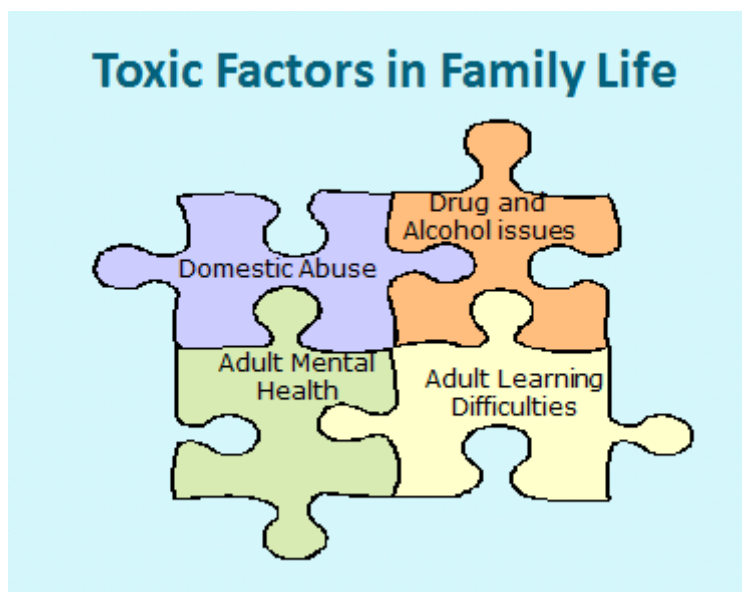 Toxic Factors in Family Life
Drug and
Alcohol issues
Domestic Abuse
Adult Mental
Health
Adult Learning
Difficulties